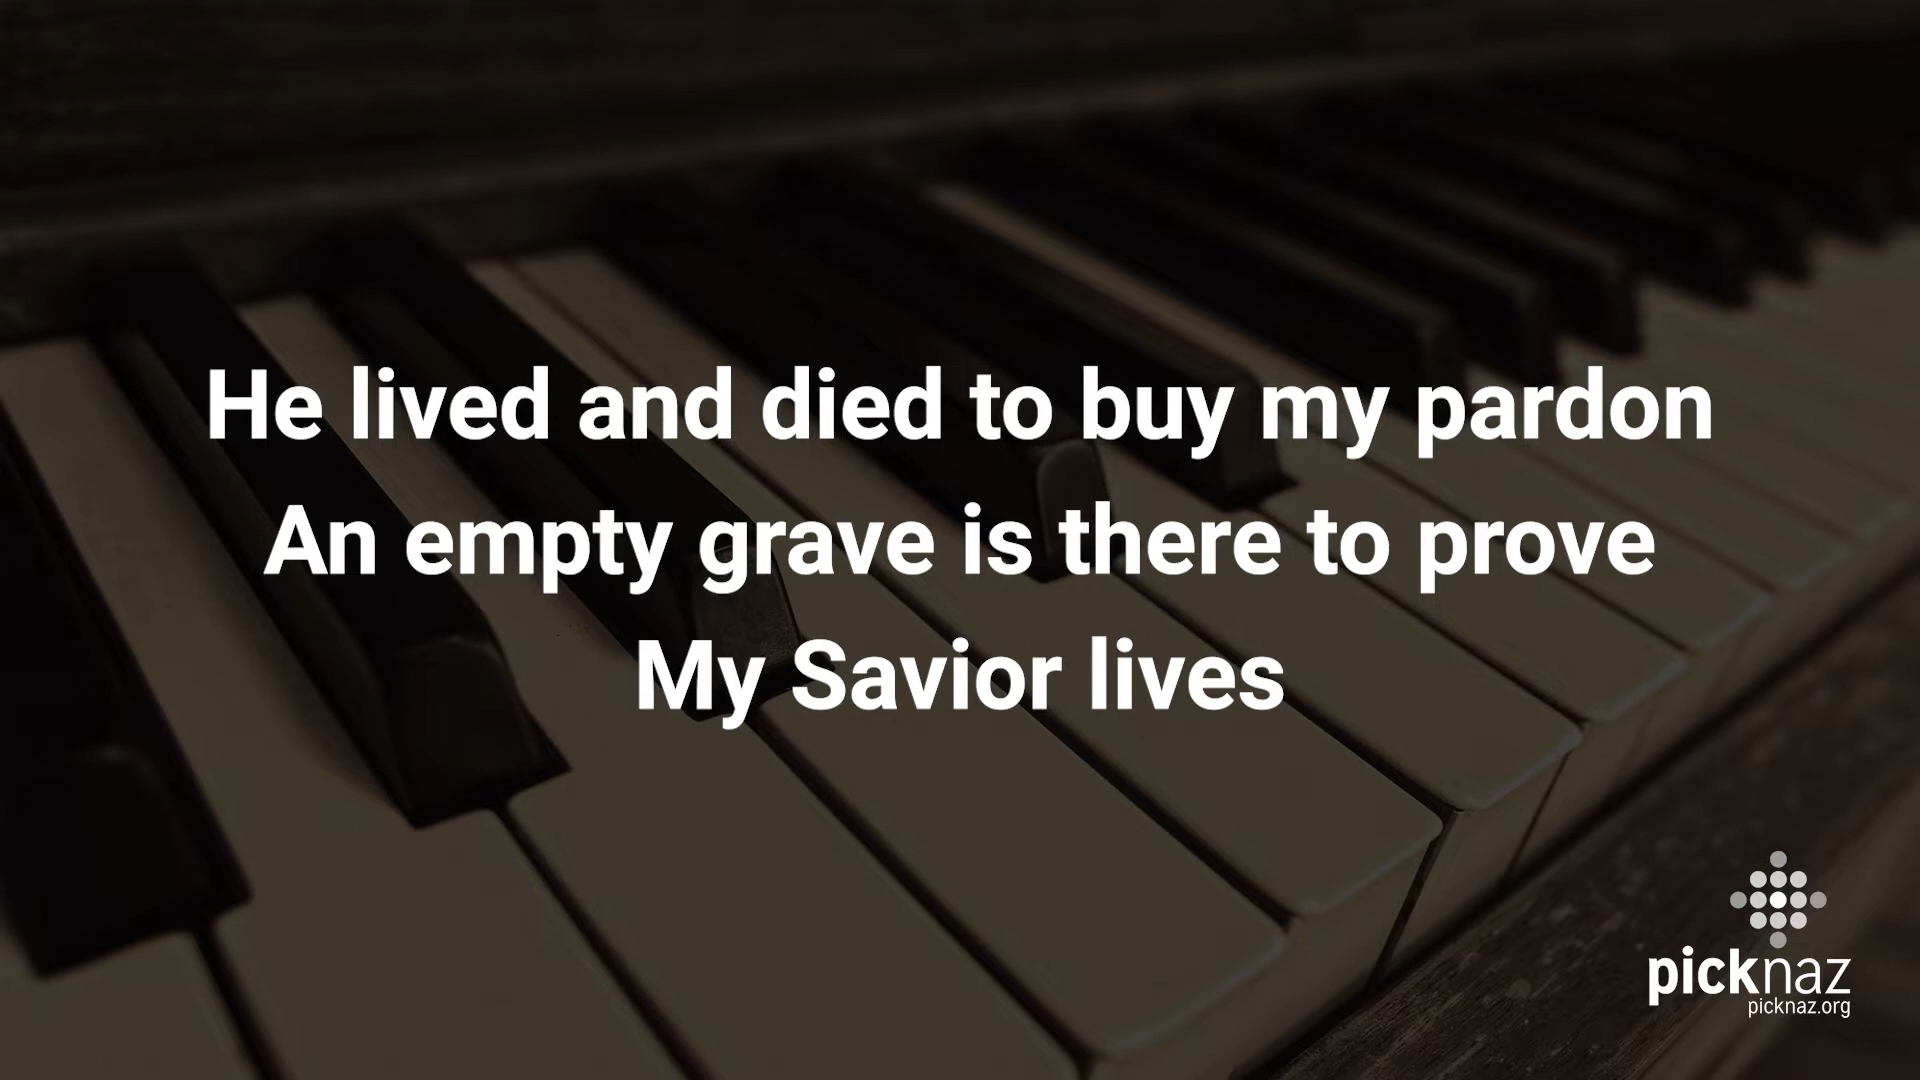 He lived and died to buy my pardon
An empty grave is there to prove
My Savior lives
picknaz
picknaz.org